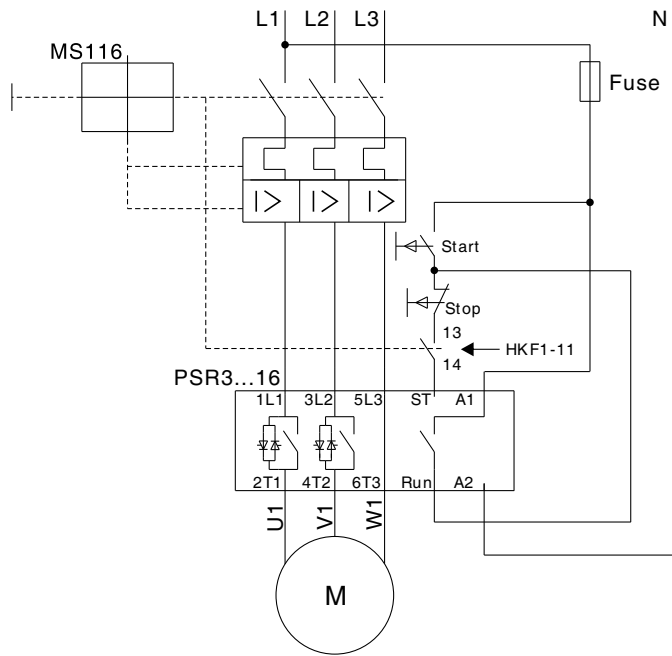 L1 L2 L3 N
MS116
Fuse
I> I> I>
Start
Stop
13
HKF1-11
14
PSR3...16
1L1 3L2 5L3 ST A1
2T1 4T2 6T3 Run A2
U1 V1 W1
M